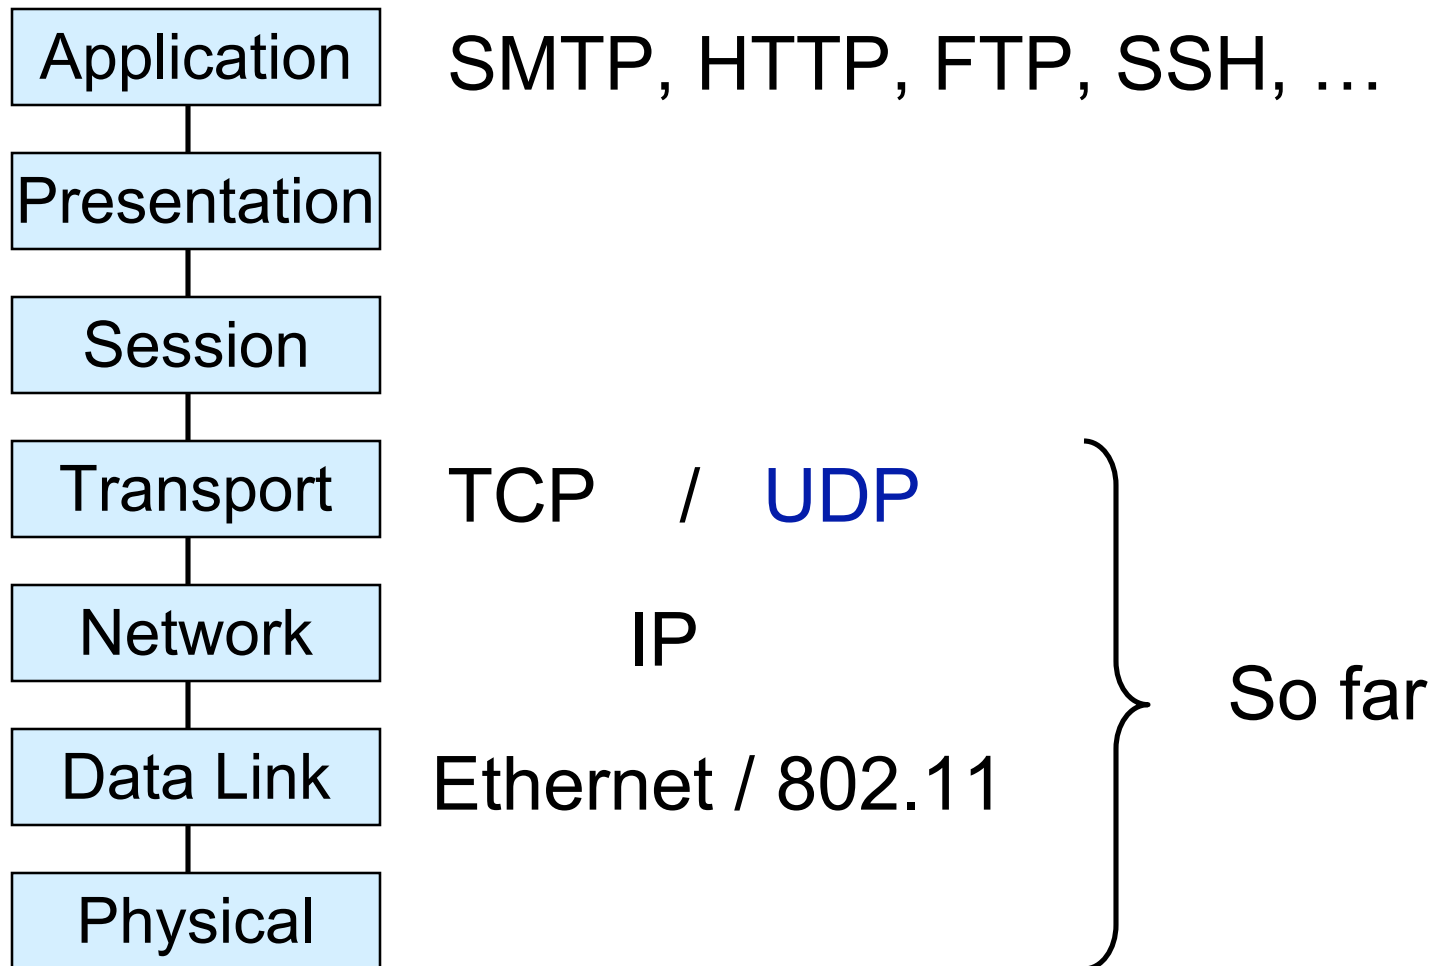 Application SMTP, HTTP, FTP, SSH, …
Presentation
Session
Transport TCP / UDP
Network IP
So far
Data Link Ethernet / 802.11
Physical